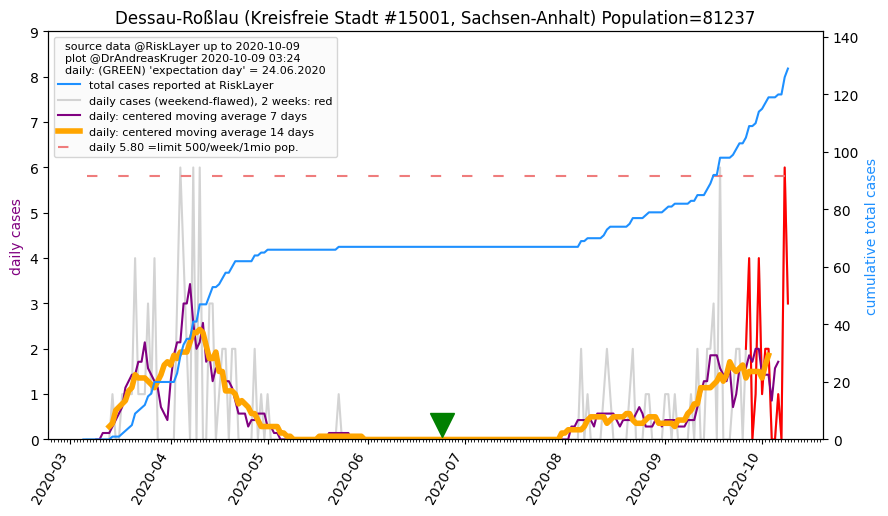 Dessau-Roßlau (Kreisfreie Stadt #15001, Sachsen-Anhalt) Population=81237
source data @RiskLayer up to 2020-10-09
plot @DrAndreasKruger 2020-10-09 03:24
daily: (GREEN) 'expectation day' = 24.06.2020
total cases reported at RiskLayer
daily cases (weekend-flawed), 2 weeks: red
daily: centered moving average 7 days
daily: centered moving average 14 days
daily 5.80 =limit 500/week/1mio pop.
daily cases
9
8
7
6
5
4
3
2
1
0
140
120
100
80
60
40
20
0
cumulative total cases
2020-03
2020-04
2020-05
2020-06
2020-07
2020-08
2020-09
2020-10